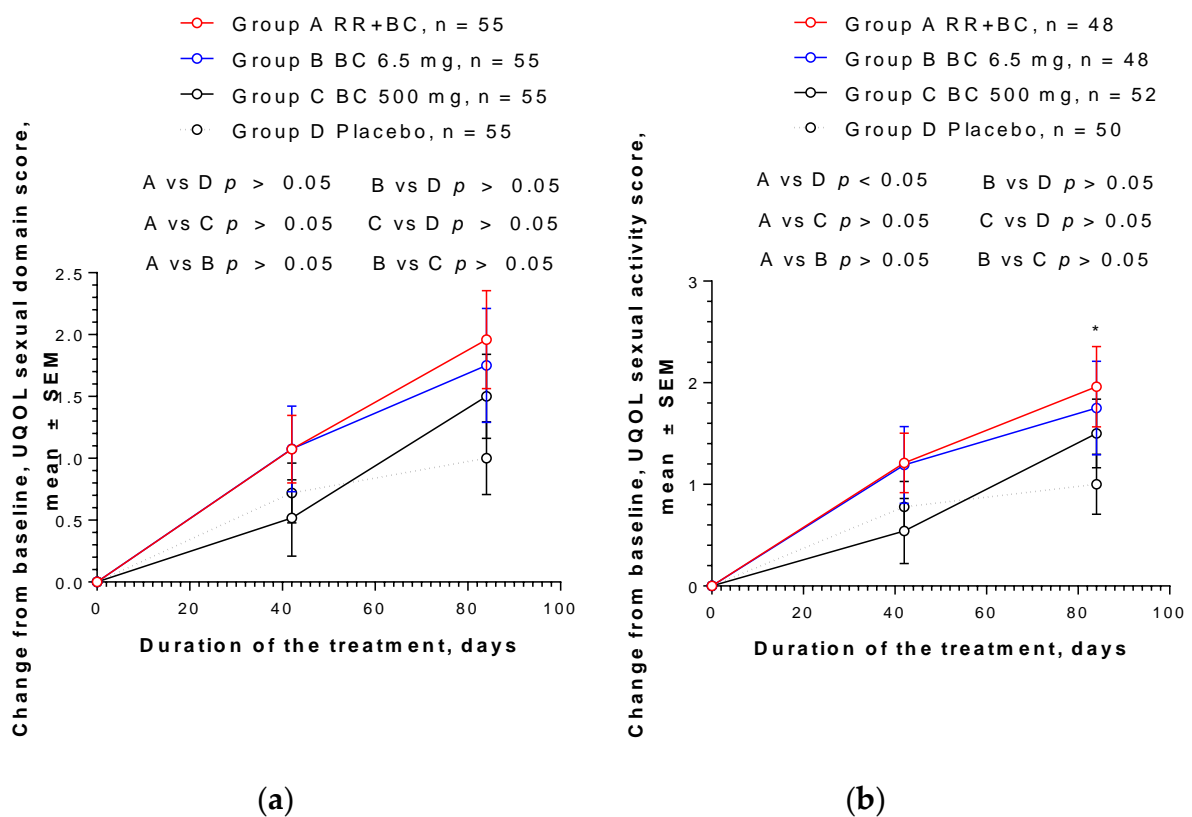 Group A RR+BC, n = 55
Group B BC 6.5 mg, n = 55
Group C BC 500 mg, n = 55
Group D Placebo, n = 55
A vs D p > 0.05 B vs D p > 0.05
A vs C p > 0.05 C vs D p > 0.05
A vs B p > 0.05 B vs C p > 0.05
Change from baseline, UQOL sexual domain score,
mean ± SEM
2.5
2.0
1.5
1.0
0.5
0.0
0 20 40 60 80 100
Duration of the treatment, days
(a)
Group A RR+BC, n = 48
Group B BC 6.5 mg, n = 48
Group C BC 500 mg, n = 52
Group D Placebo, n = 50
A vs D p < 0.05 B vs D p > 0.05
A vs C p > 0.05 C vs D p > 0.05
A vs B p > 0.05 B vs C p > 0.05
Change from baseline, UQOL sexual activity score,
mean ± SEM
3
2
1
0
*
0 20 40 60 80 100
Duration of the treatment, days
(b)